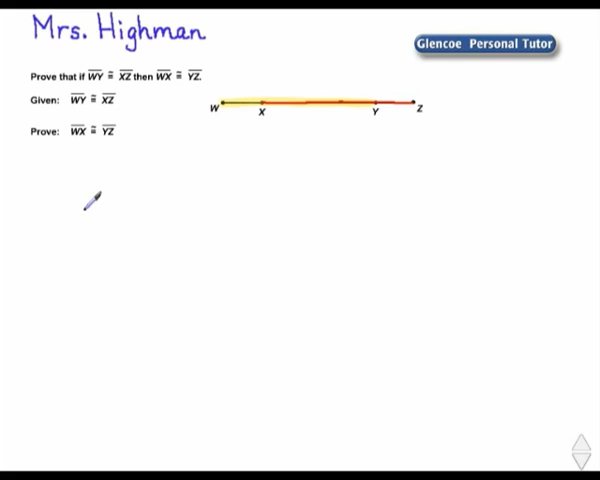 Mrs. Highman
Glencoe Personal Tutor
Prove that if WY ≅ XZ then WX ≅ YZ.
Given: WY ≅ XZ
W X Y Z
Prove: WX ≅ YZ